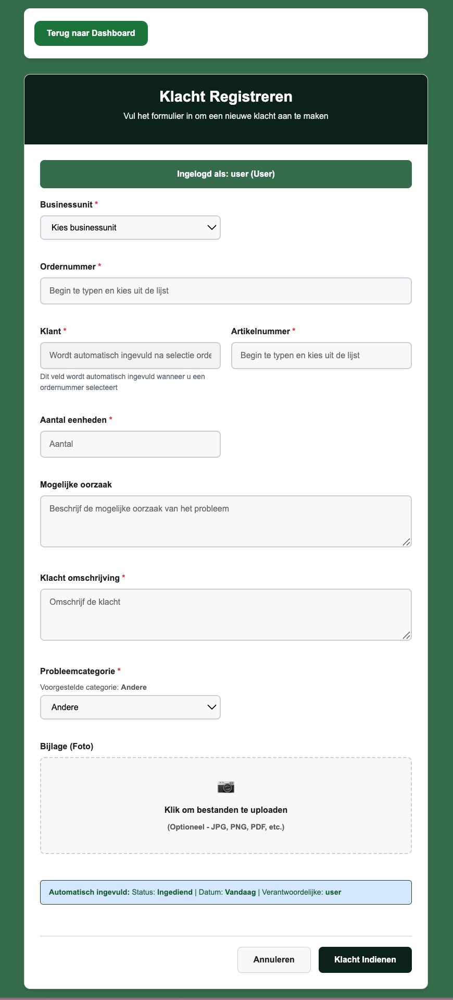 Terug naar Dashboard
Klacht Registreren
Vul het formulier in om een nieuwe klacht aan te maken
Ingelogd als: user (User)
Businessunit *
Kies businessunit
Ordernummer *
Begin te typen en kies uit de lijst
Klant *
Wordt automatisch ingevuld na selectie orde
Dit veld wordt automatisch ingevuld wanneer u een
ordernummer selecteert
Artikelnummer *
Begin te typen en kies uit de lijst
Aantal eenheden *
Aantal
Mogelijke oorzaak
Beschrijf de mogelijke oorzaak van het probleem
Klacht omschrijving *
Omschrijf de klacht
Probleemcategorie *
Voorgestelde categorie: Andere
Andere
Bijlage (Foto)
Klik om bestanden te uploaden
(Optioneel - JPG, PNG, PDF, etc.)
Automatisch ingevuld: Status: Ingediend | Datum: Vandaag | Verantwoordelijke: user
Annuleren
Klacht Indienen